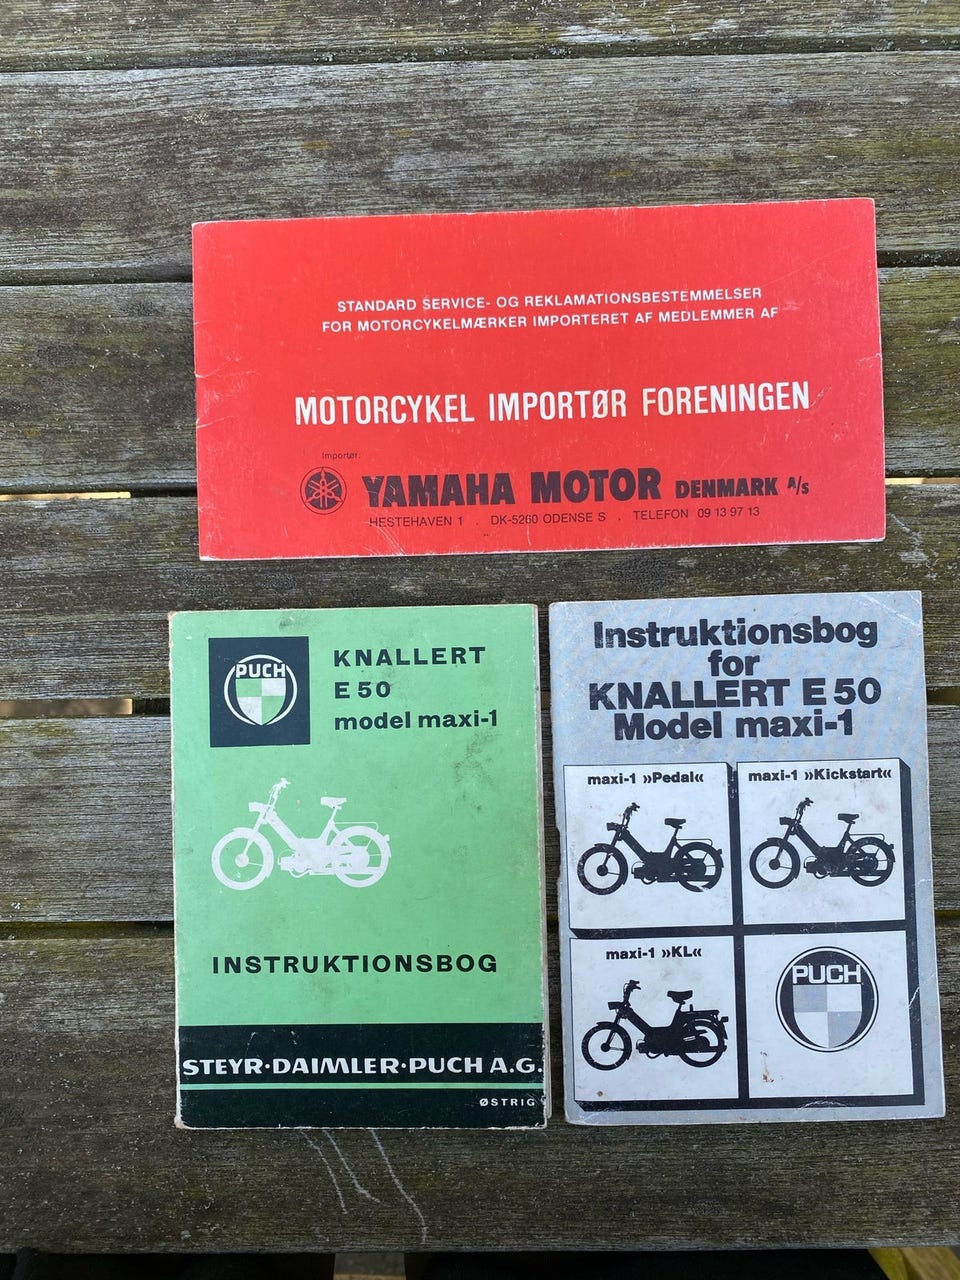 STANDARD SERVICE- OG REKLAMATIONSBESTEMMELSER
FOR MOTORCYKELMÆRKER IMPORTERET AF MEDLEMMER AF
MOTORCYKEL IMPORTØR FORENINGEN
Importør:
YAMAHA MOTOR DENMARK A/S
HESTEHAVEN 1 . DK-5260 ODENSE S . TELEFON 09 13 97 13
PUCH
KNALLERT
E 50
model maxi-1
INSTRUKTIONSBOG
STEYR·DAIMLER·PUCH A.G.
ØSTRIG
Instruktionsbog
for
KNALLERT E 50
Model maxi-1
maxi-1 »Pedal«
maxi-1 »Kickstart«
maxi-1 »KL«
PUCH